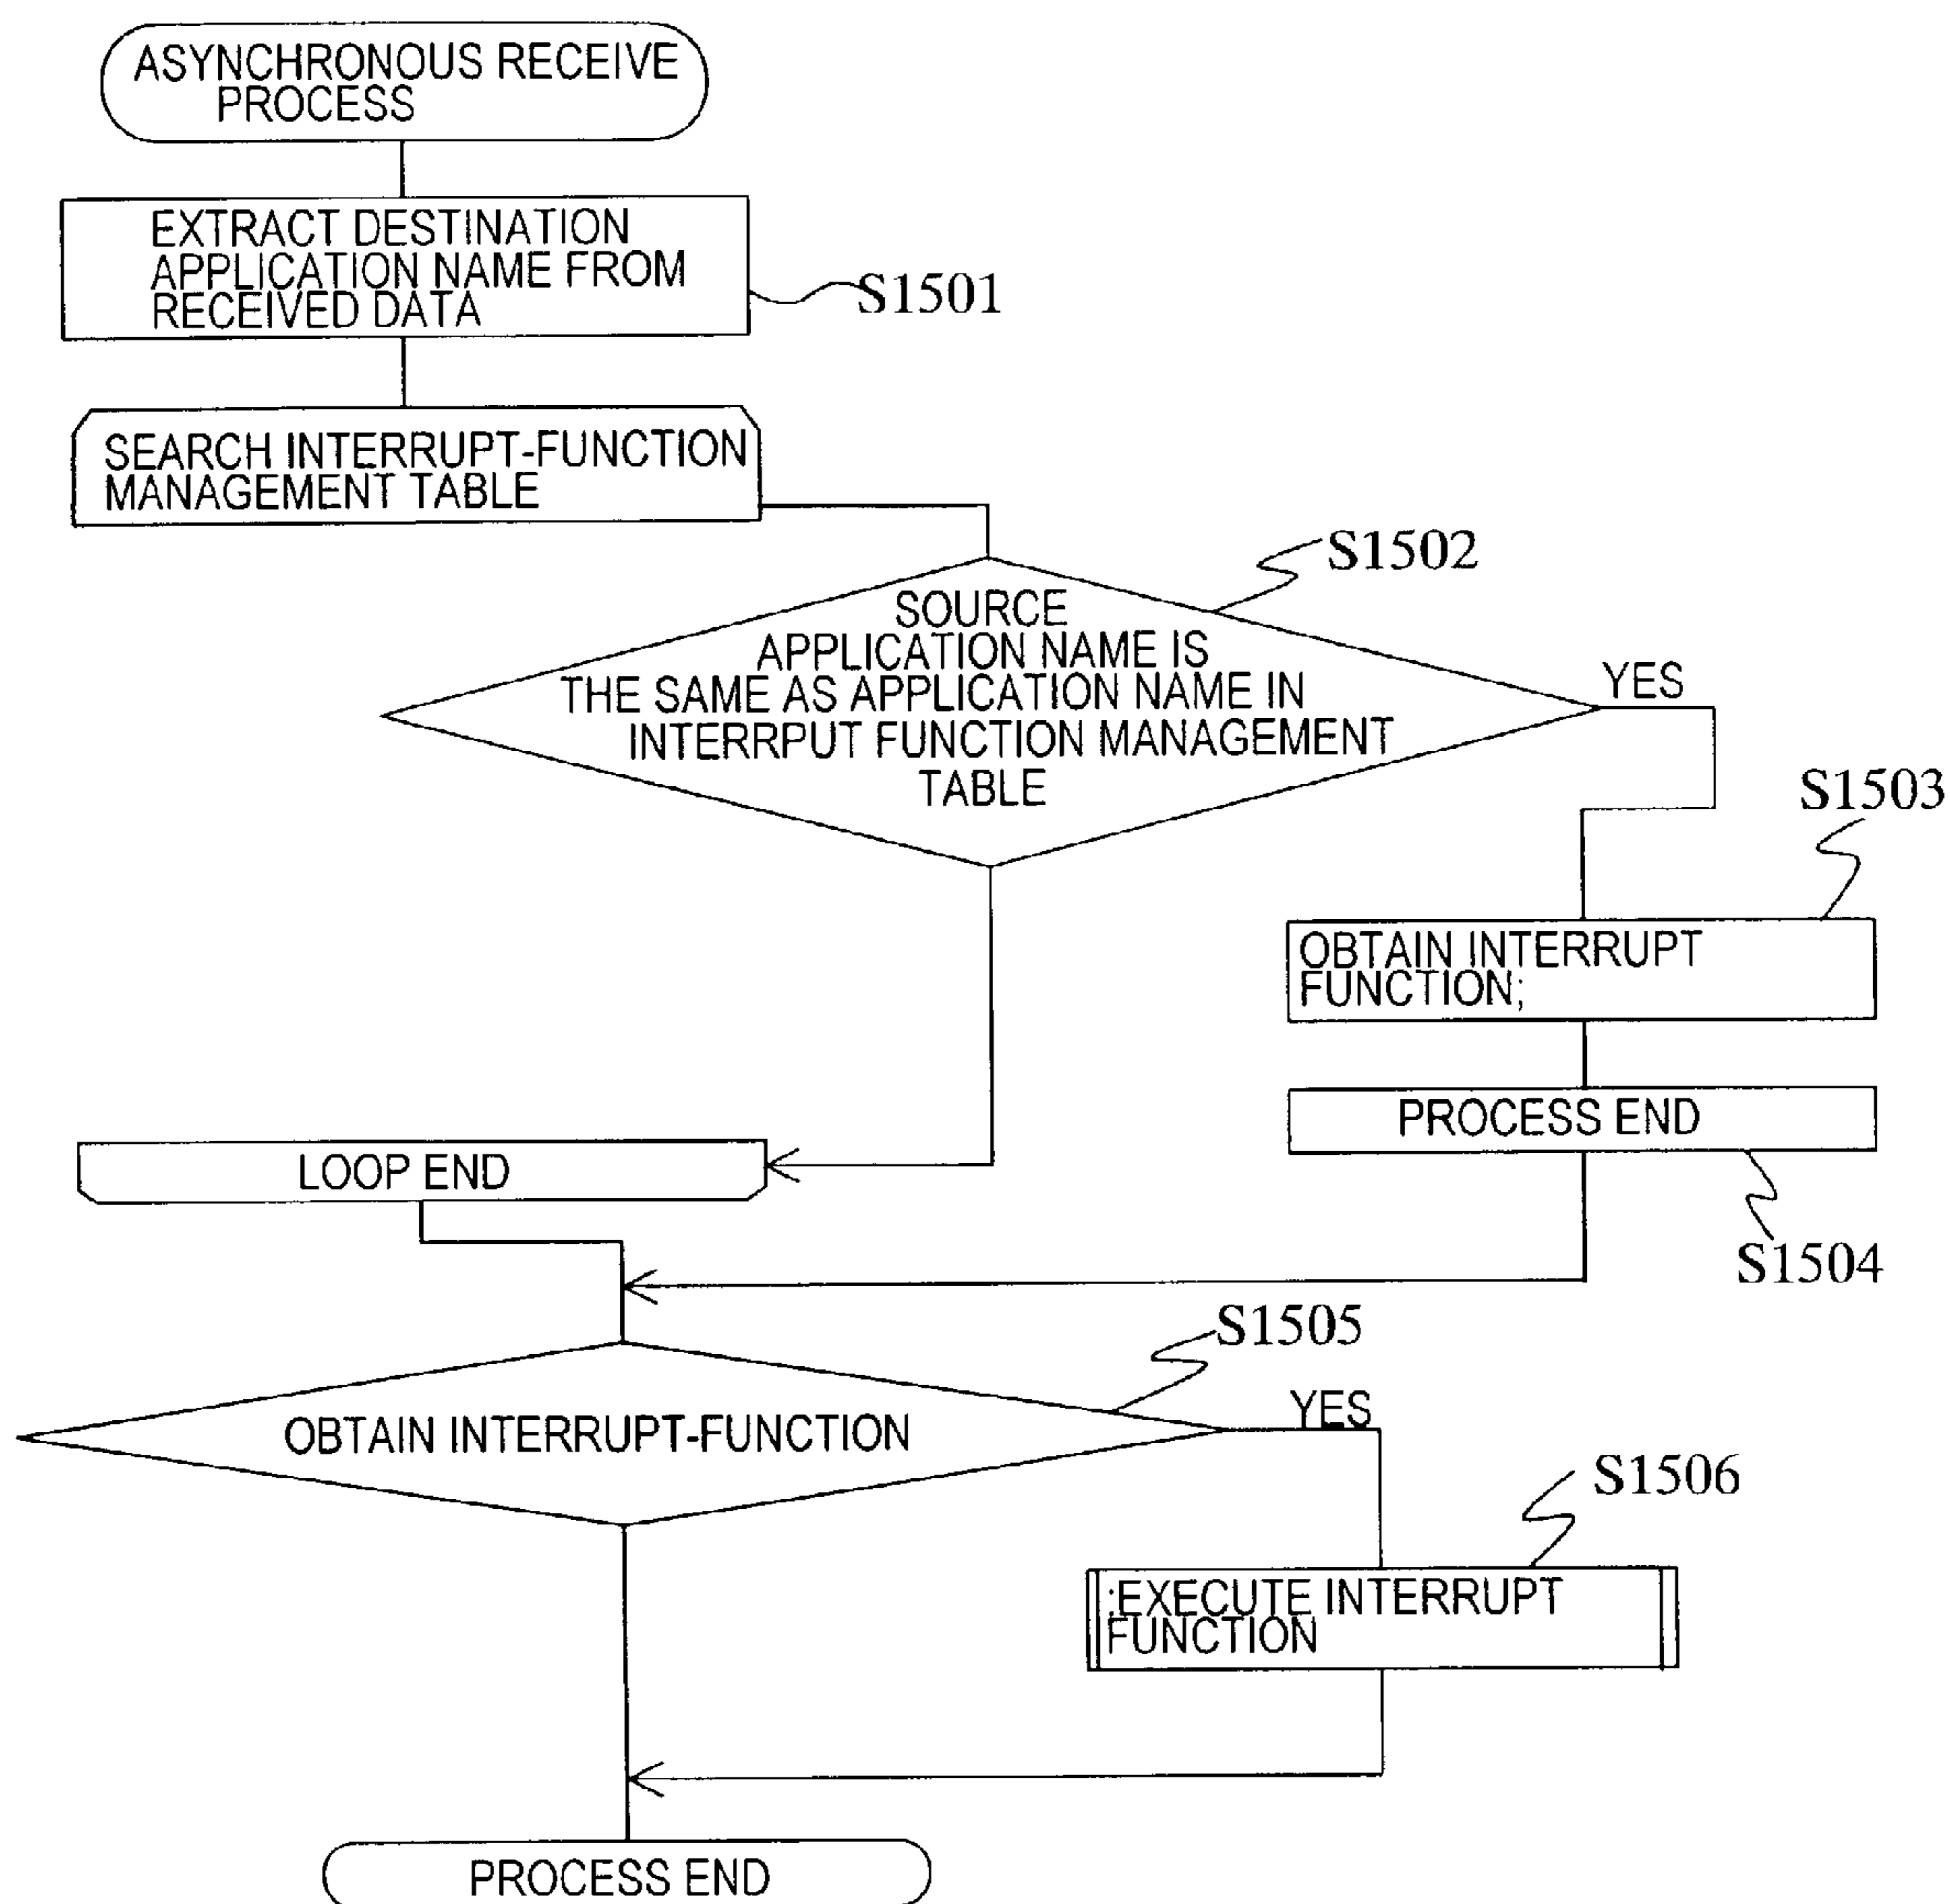 ASYNCHRONOUS RECEIVE
PROCESS
EXTRACT DESTINATION
APPLICATION NAME FROM
RECEIVED DATA
S1501
SEARCH INTERRUPT-FUNCTION
MANAGEMENT TABLE
S1502
SOURCE
APPLICATION NAME IS
THE SAME AS APPLICATION NAME IN
INTERRPUT FUNCTION MANAGEMENT
TABLE
YES
S1503
OBTAIN INTERRUPT
FUNCTION;
PROCESS END
S1504
LOOP END
S1505
OBTAIN INTERRUPT-FUNCTION
YES
S1506
;EXECUTE INTERRUPT
FUNCTION
PROCESS END